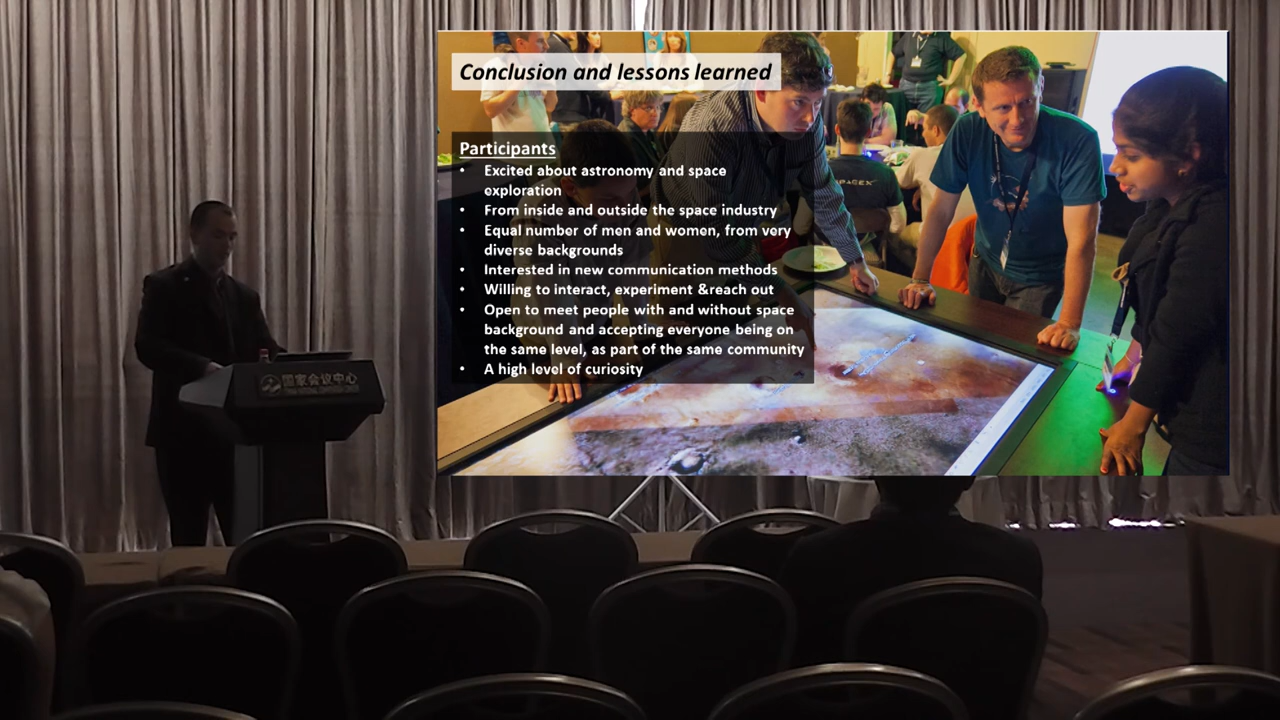 Conclusion and lessons learned
Participants
• Excited about astronomy and space
exploration
• From inside and outside the space industry
• Equal number of men and women, from very
diverse backgrounds
• Interested in new communication methods
• Willing to interact, experiment &reach out
• Open to meet people with and without space
background and accepting everyone being on
the same level, as part of the same community
• A high level of curiosity
SPACEX
国家会议中心